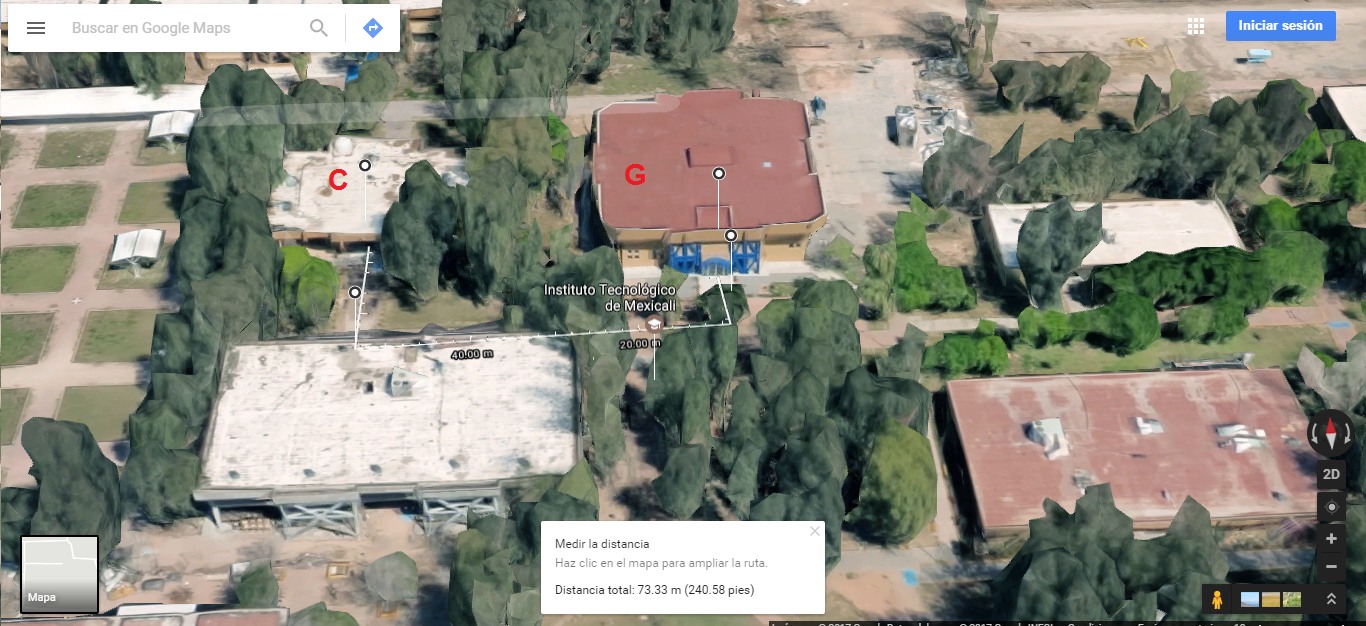 Buscar en Google Maps
Iniciar sesión
C
G
Instituto Tecnológico
de Mexicali
40.00 m
20.00 m
2D
Medir la distancia
Haz clic en el mapa para ampliar la ruta.
Distancia total: 73.33 m (240.58 pies)
Mapa